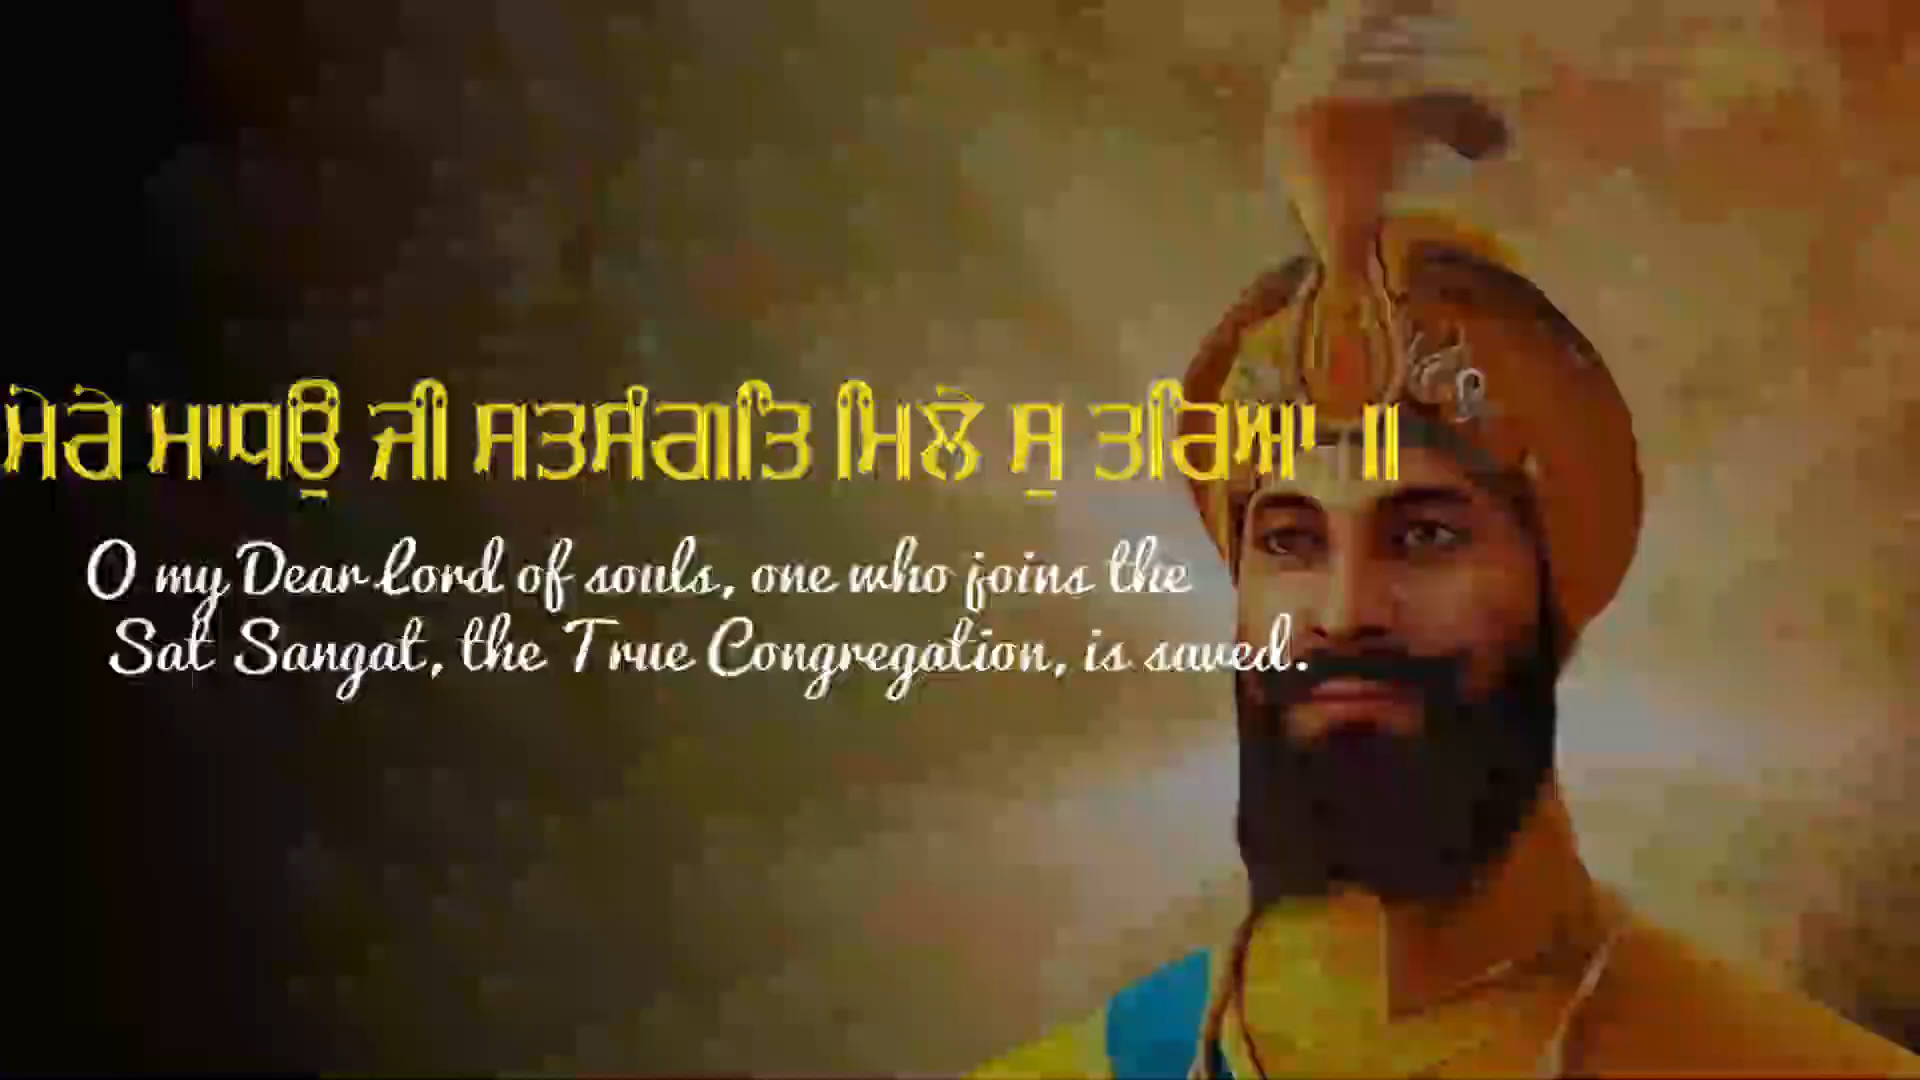 ਮੇਰੇ ਮਾਧਉ ਜੀ ਸਤਸੰਗਤਿ ਮਿਲੇ ਸੁ ਤਰਿਆ ॥
O my Dear Lord of souls, one who joins the
Sat Sangat, the True Congregation, is saved.